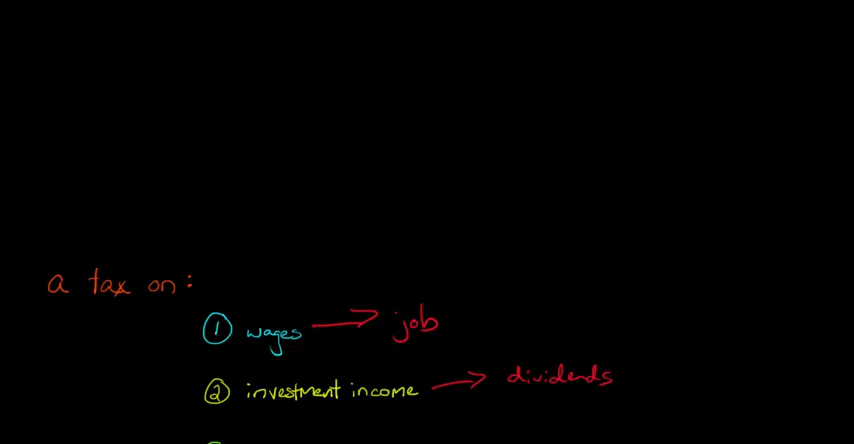 a tax on:
① wages → job
② investment income → dividends